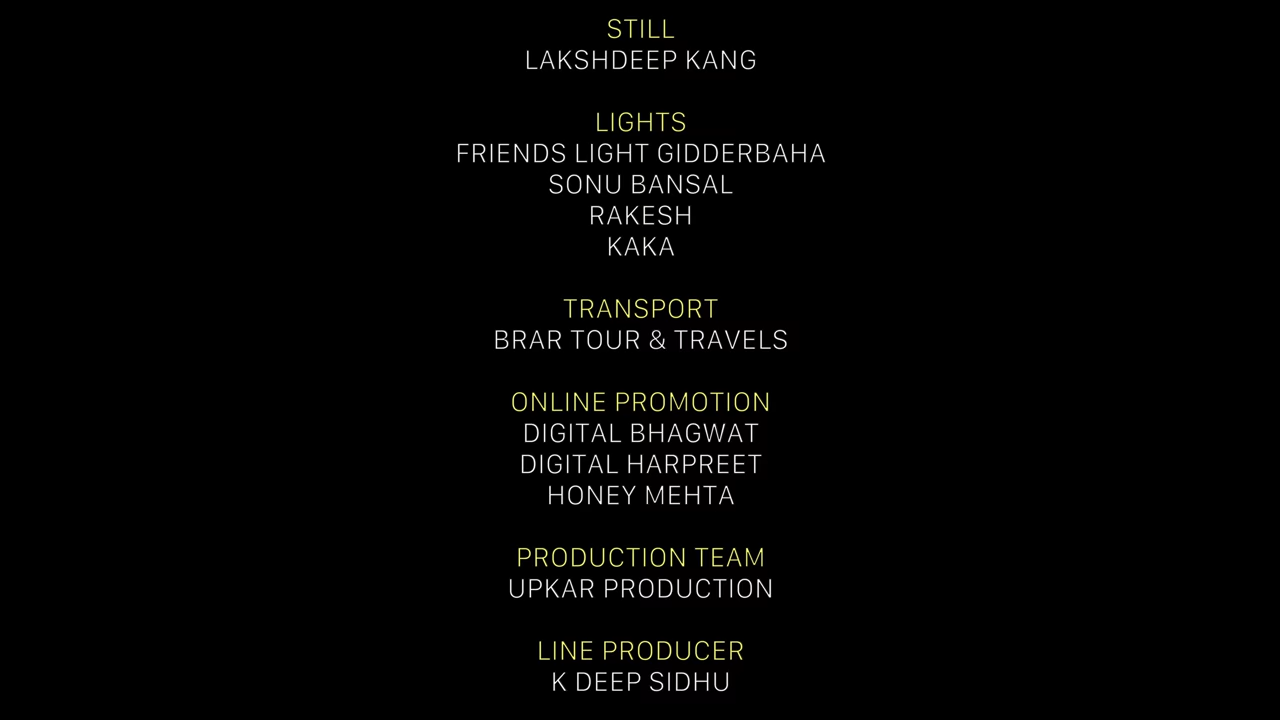 STILL
LAKSHDEEP KANG
LIGHTS
FRIENDS LIGHT GIDDERBAHA
SONU BANSAL
RAKESH
KAKA
TRANSPORT
BRAR TOUR & TRAVELS
ONLINE PROMOTION
DIGITAL BHAGWAT
DIGITAL HARPREET
HONEY MEHTA
PRODUCTION TEAM
UPKAR PRODUCTION
LINE PRODUCER
K DEEP SIDHU